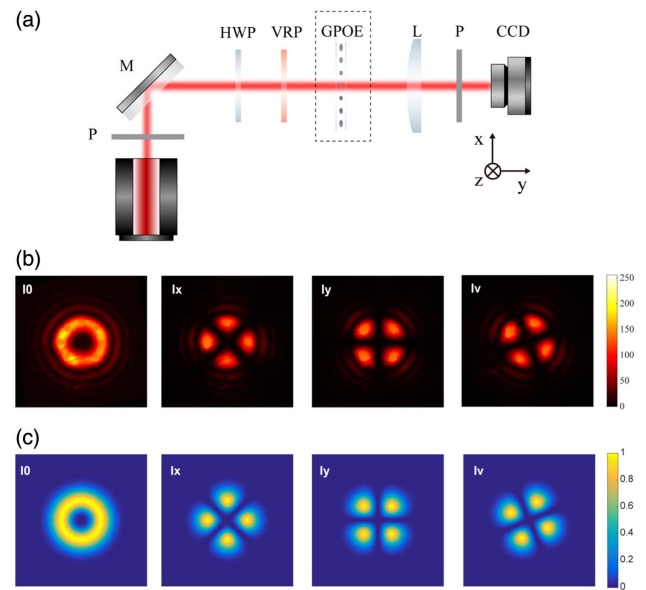 (a)
HWP VRP GPOE L P CCD
M
P
x
z y
(b)
I0 Ix Iy Iv
250
200
150
100
50
0
(c)
I0 Ix Iy Iv
1
0.8
0.6
0.4
0.2
0